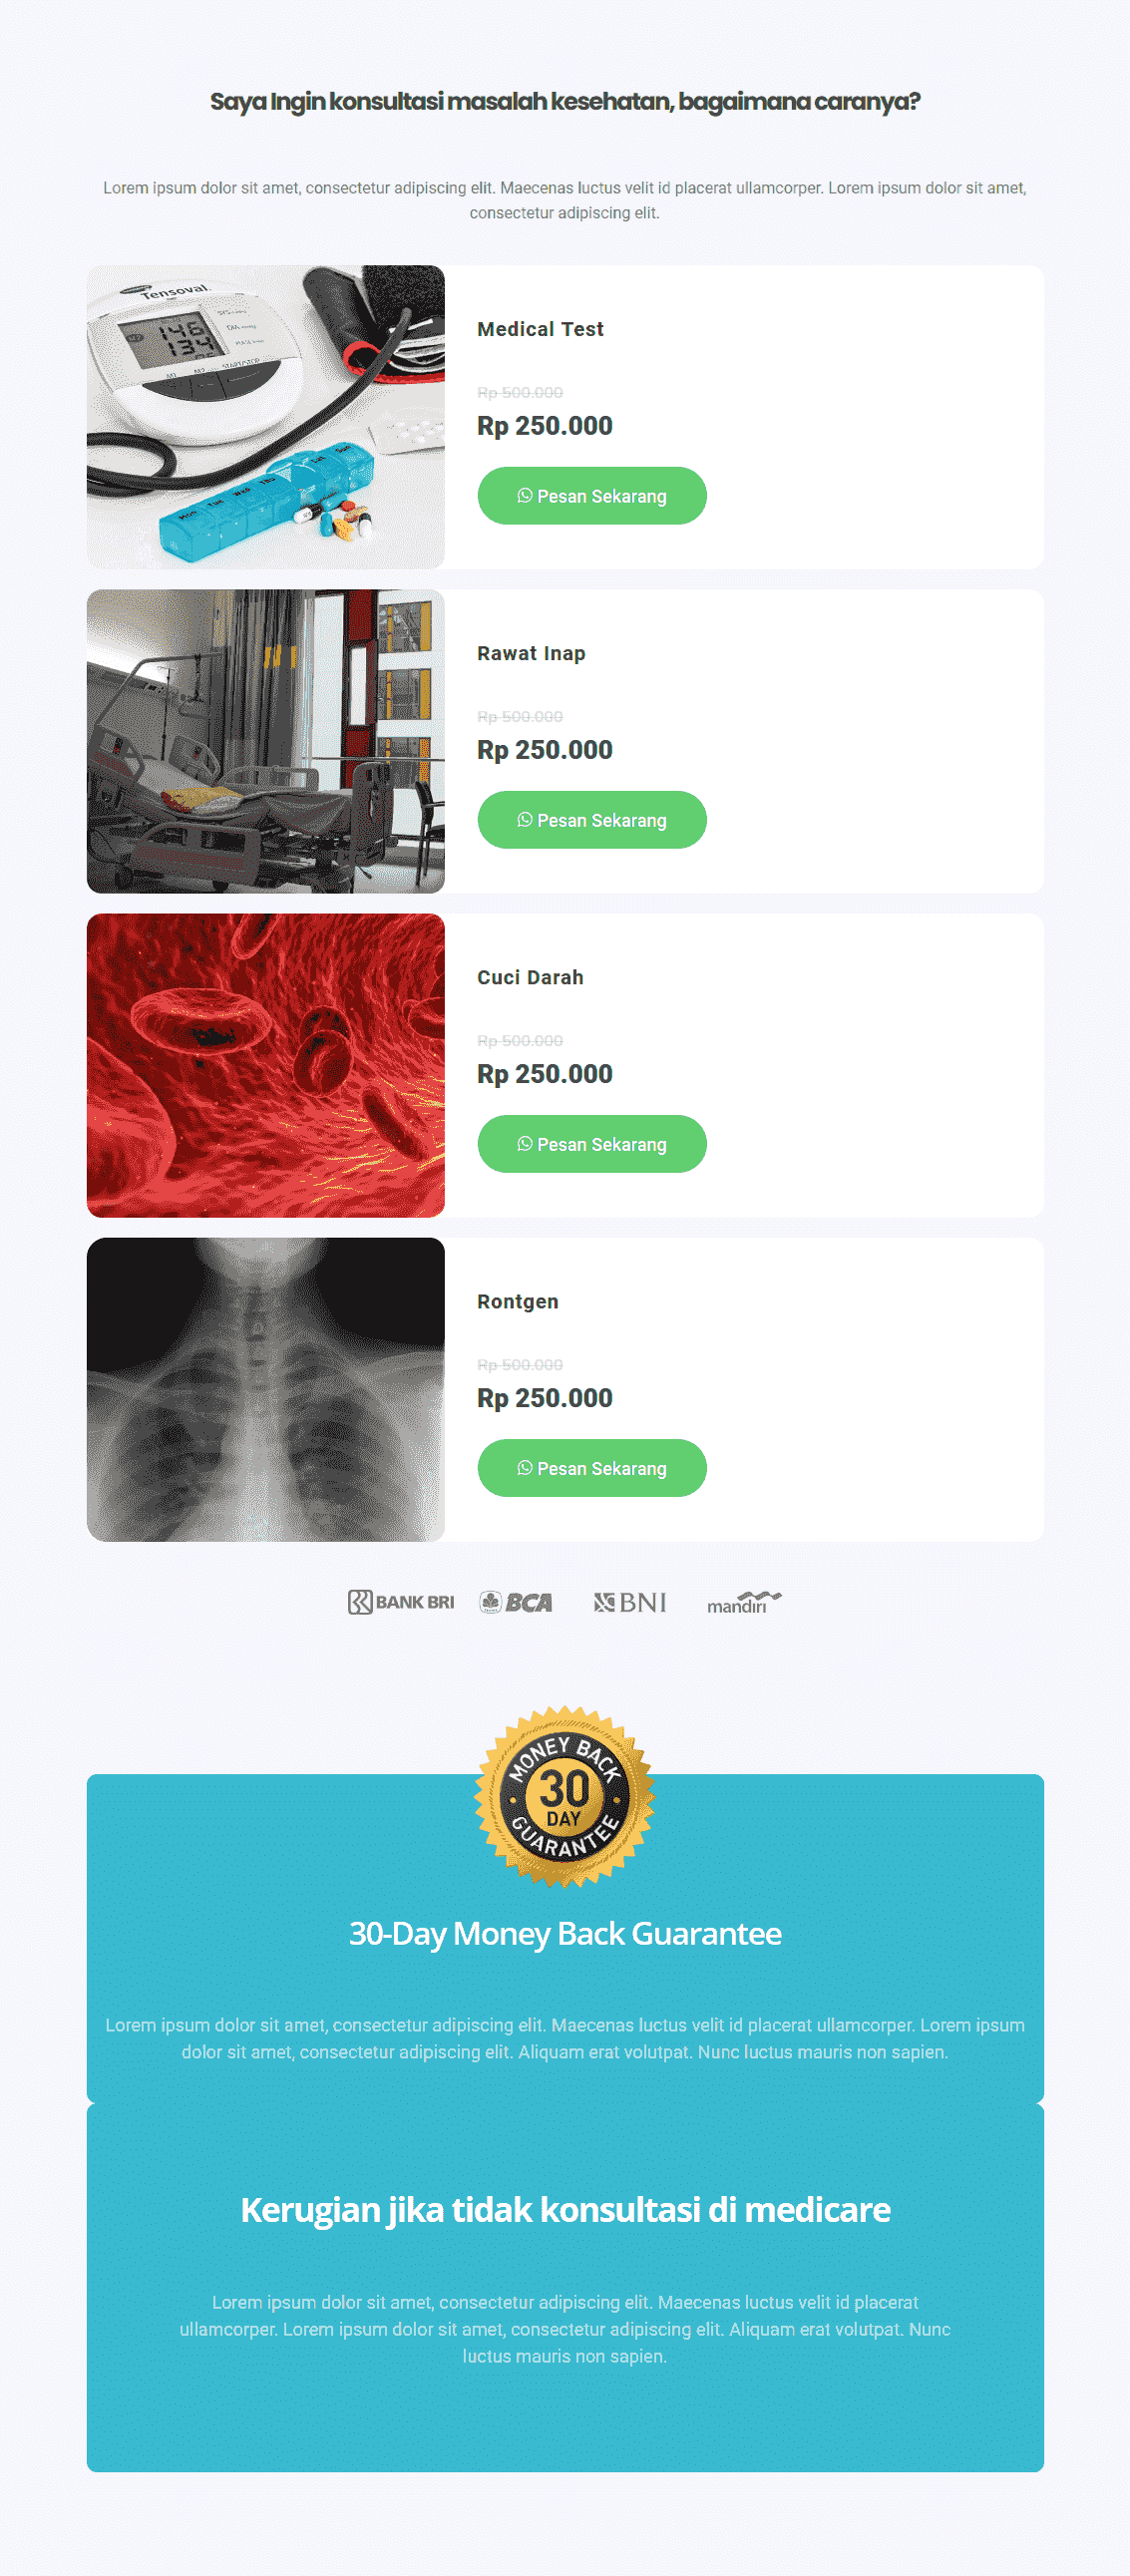 Saya Ingin konsultasi masalah kesehatan, bagaimana caranya?
Lorem ipsum dolor sit amet, consectetur adipiscing elit. Maecenas luctus velit id placerat ullamcorper. Lorem ipsum dolor sit amet,
consectetur adipiscing elit.
Tensoval
146
134
START/STOP
Mon Tue Wed Thu Sat Sun
Medical Test
Rp 500.000
Rp 250.000
Pesan Sekarang
Rawat Inap
Rp 500.000
Rp 250.000
Pesan Sekarang
Cuci Darah
Rp 500.000
Rp 250.000
Pesan Sekarang
Rontgen
Rp 500.000
Rp 250.000
Pesan Sekarang
BANK BRI BCA BNI mandiri
MONEY BACK
30
DAY
GUARANTEE
30-Day Money Back Guarantee
Lorem ipsum dolor sit amet, consectetur adipiscing elit. Maecenas luctus velit id placerat ullamcorper. Lorem ipsum
dolor sit amet, consectetur adipiscing elit. Aliquam erat volutpat. Nunc luctus mauris non sapien.
Kerugian jika tidak konsultasi di medicare
Lorem ipsum dolor sit amet, consectetur adipiscing elit. Maecenas luctus velit id placerat
ullamcorper. Lorem ipsum dolor sit amet, consectetur adipiscing elit. Aliquam erat volutpat. Nunc
luctus mauris non sapien.